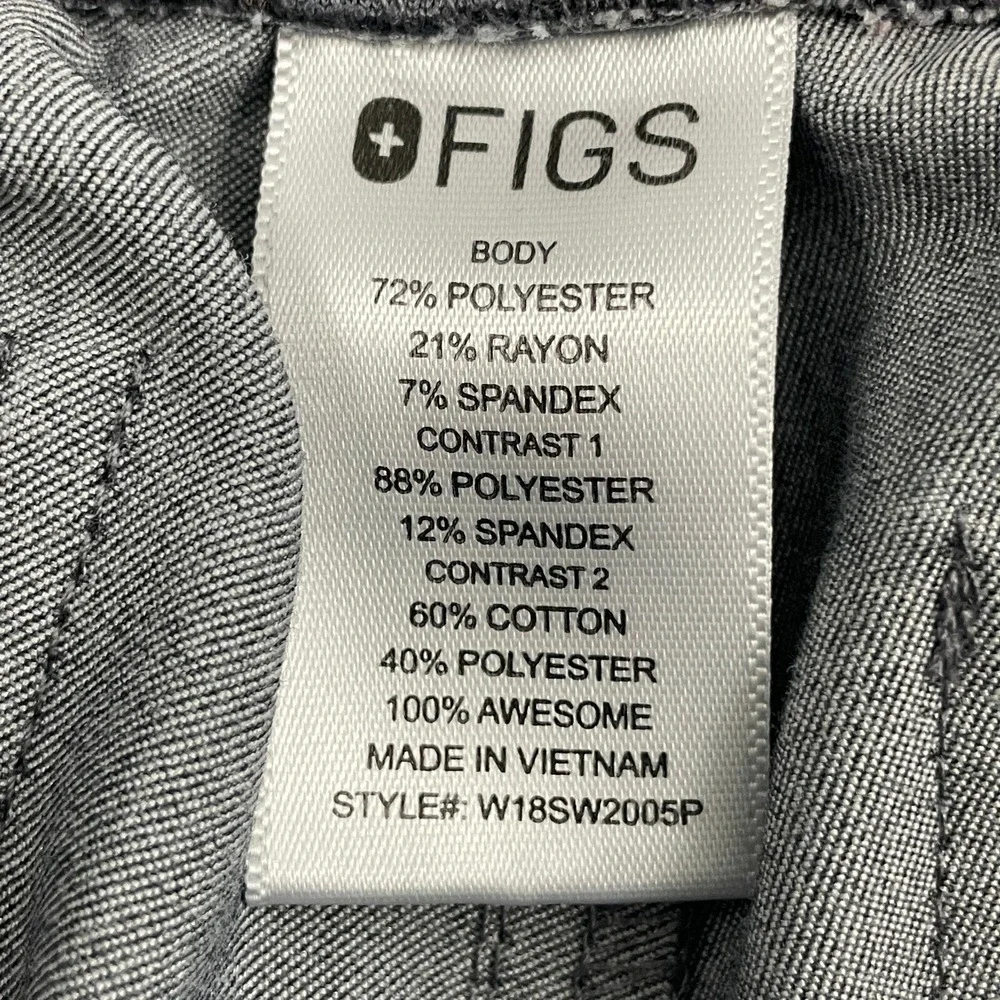 FIGS
BODY
72% POLYESTER
21% RAYON
7% SPANDEX
CONTRAST 1
88% POLYESTER
12% SPANDEX
CONTRAST 2
60% COTTON
40% POLYESTER
100% AWESOME
MADE IN VIETNAM
STYLE#: W18SW2005P